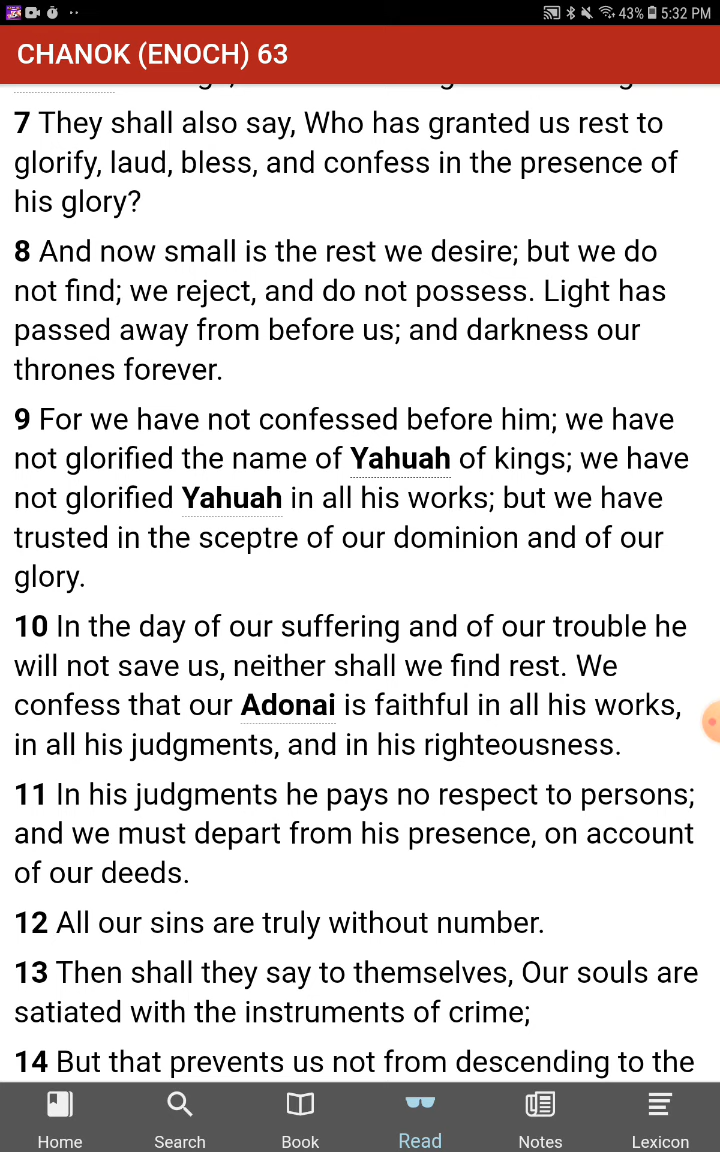 43% 5:32 PM
CHANOK (ENOCH) 63
7 They shall also say, Who has granted us rest to
glorify, laud, bless, and confess in the presence of
his glory?
8 And now small is the rest we desire; but we do
not find; we reject, and do not possess. Light has
passed away from before us; and darkness our
thrones forever.
9 For we have not confessed before him; we have
not glorified the name of Yahuah of kings; we have
not glorified Yahuah in all his works; but we have
trusted in the sceptre of our dominion and of our
glory.
10 In the day of our suffering and of our trouble he
will not save us, neither shall we find rest. We
confess that our Adonai is faithful in all his works,
in all his judgments, and in his righteousness.
11 In his judgments he pays no respect to persons;
and we must depart from his presence, on account
of our deeds.
12 All our sins are truly without number.
13 Then shall they say to themselves, Our souls are
satiated with the instruments of crime;
14 But that prevents us not from descending to the
Home Search Book Read Notes Lexicon